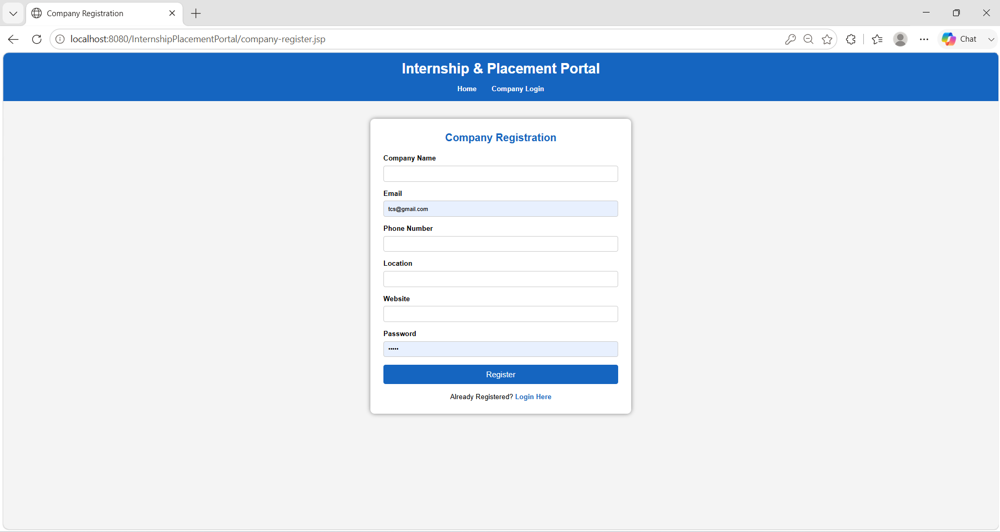 Company Registration
localhost:8080/InternshipPlacementPortal/company-register.jsp
Chat
Internship & Placement Portal
Home Company Login
Company Registration
Company Name
Email
tcs@gmail.com
Phone Number
Location
Website
Password
•••••
Register
Already Registered? Login Here